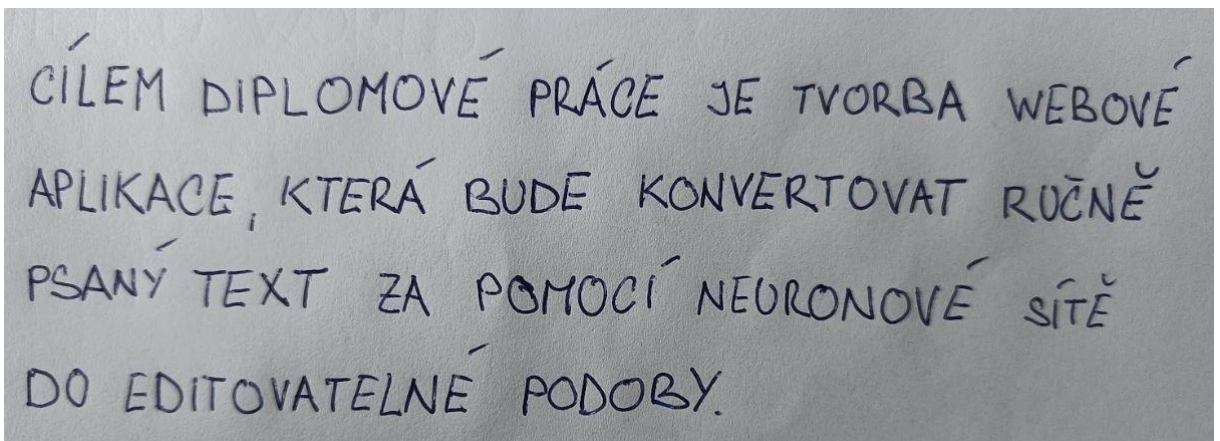 CÍLEM DIPLOMOVÉ PRÁCE JE TVORBA WEBOVÉ
APLIKACE, KTERÁ BUDE KONVERTOVAT RUČNĚ
PSANÝ TEXT ZA POMOCÍ NEURONOVÉ SÍTĚ
DO EDITOVATELNÉ PODOBY.